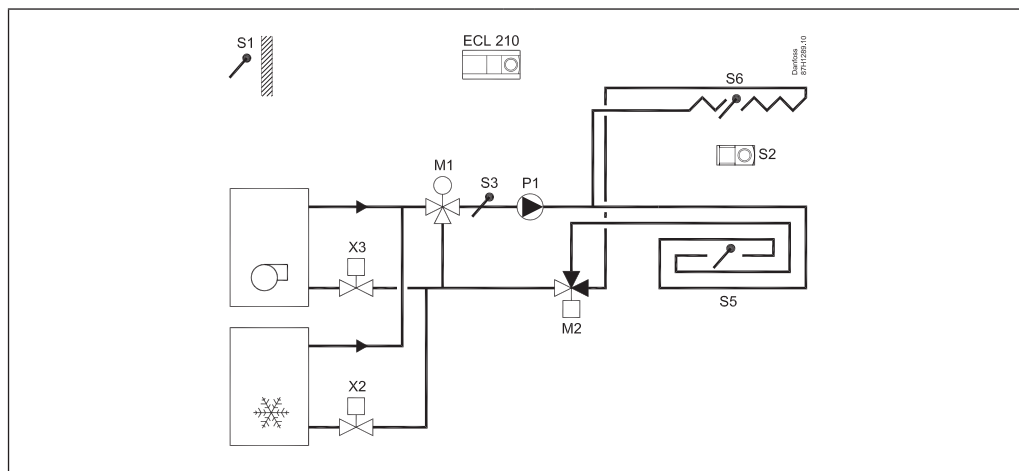 S1
ECL 210
Danfoss
87H1289.10
S6
S2
M1
S3
P1
X3
S5
M2
X2